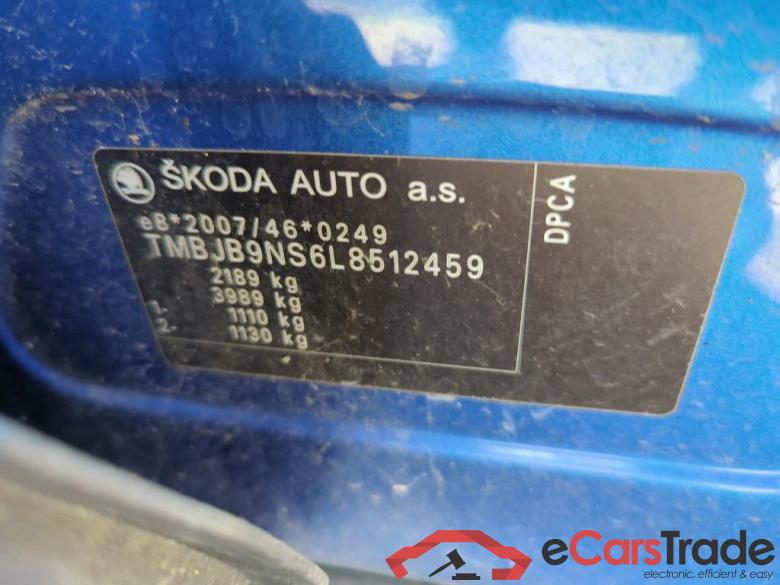 ŠKODA AUTO a.s.
e8*2007/46*0249
TMBJB9NS6L8512459
2189 kg
3989 kg
1. 1110 kg
2. 1130 kg
DPCA
eCarsTrade
electronic, efficient & easy